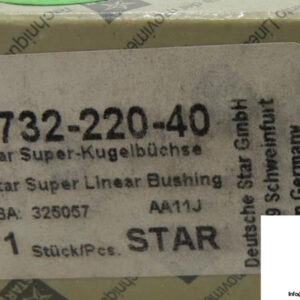 732-220-40
ar Super-Kugelbüchse
tar Super Linear Bushing
BA: 325057 AA11J
1 Stück/Pcs. STAR
Deutsche Star GmbH
9 Schweinfurt
Germany